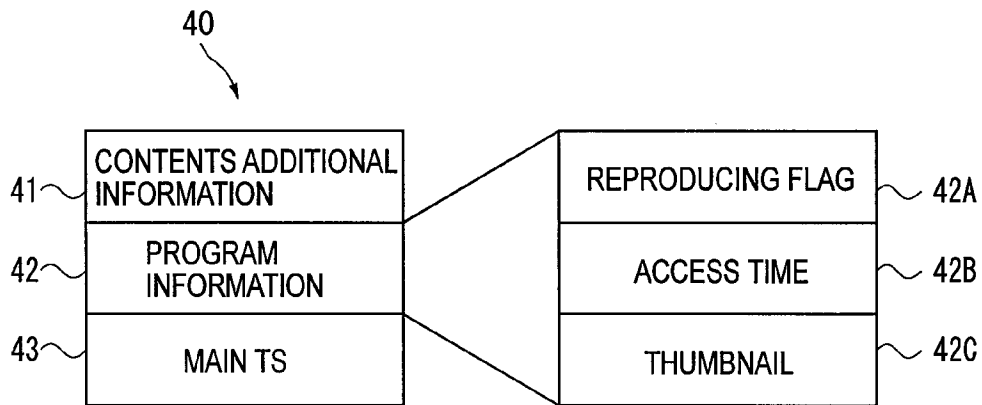 40
CONTENTS ADDITIONAL
INFORMATION
41
PROGRAM
INFORMATION
42
MAIN TS
43
REPRODUCING FLAG
42A
ACCESS TIME
42B
THUMBNAIL
42C